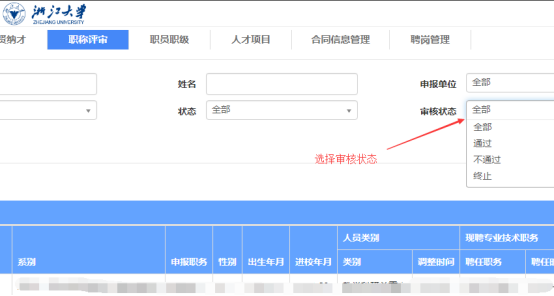 浙江大学
ZHEJIANG UNIVERSITY
资纳才 职称评审 职员职级 人才项目 合同信息管理 聘岗管理
姓名 申报单位 全部
状态 全部 审核状态 全部
全部
通过
不通过
终止
选择审核状态
人员类别 现聘专业技术职务
系别 申报职务 性别 出生年月 进校年月 类别 调整时间 聘任职务 聘任时